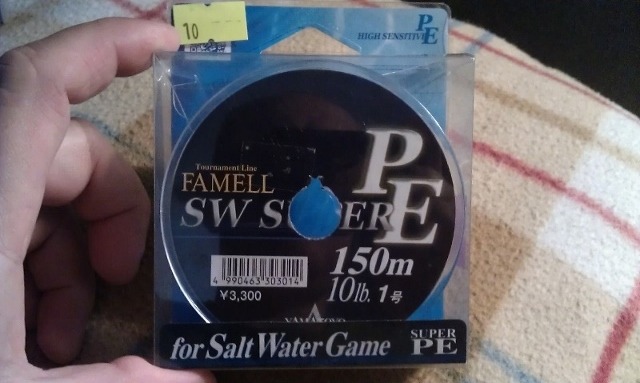 10
HIGH SENSITIVE PE
Tournament Line
FAMELL
SW SUPER PE
150m
10lb. 1号
4 990463 303014
¥3,300
YAMATOYO
for Salt Water Game
SUPER PE